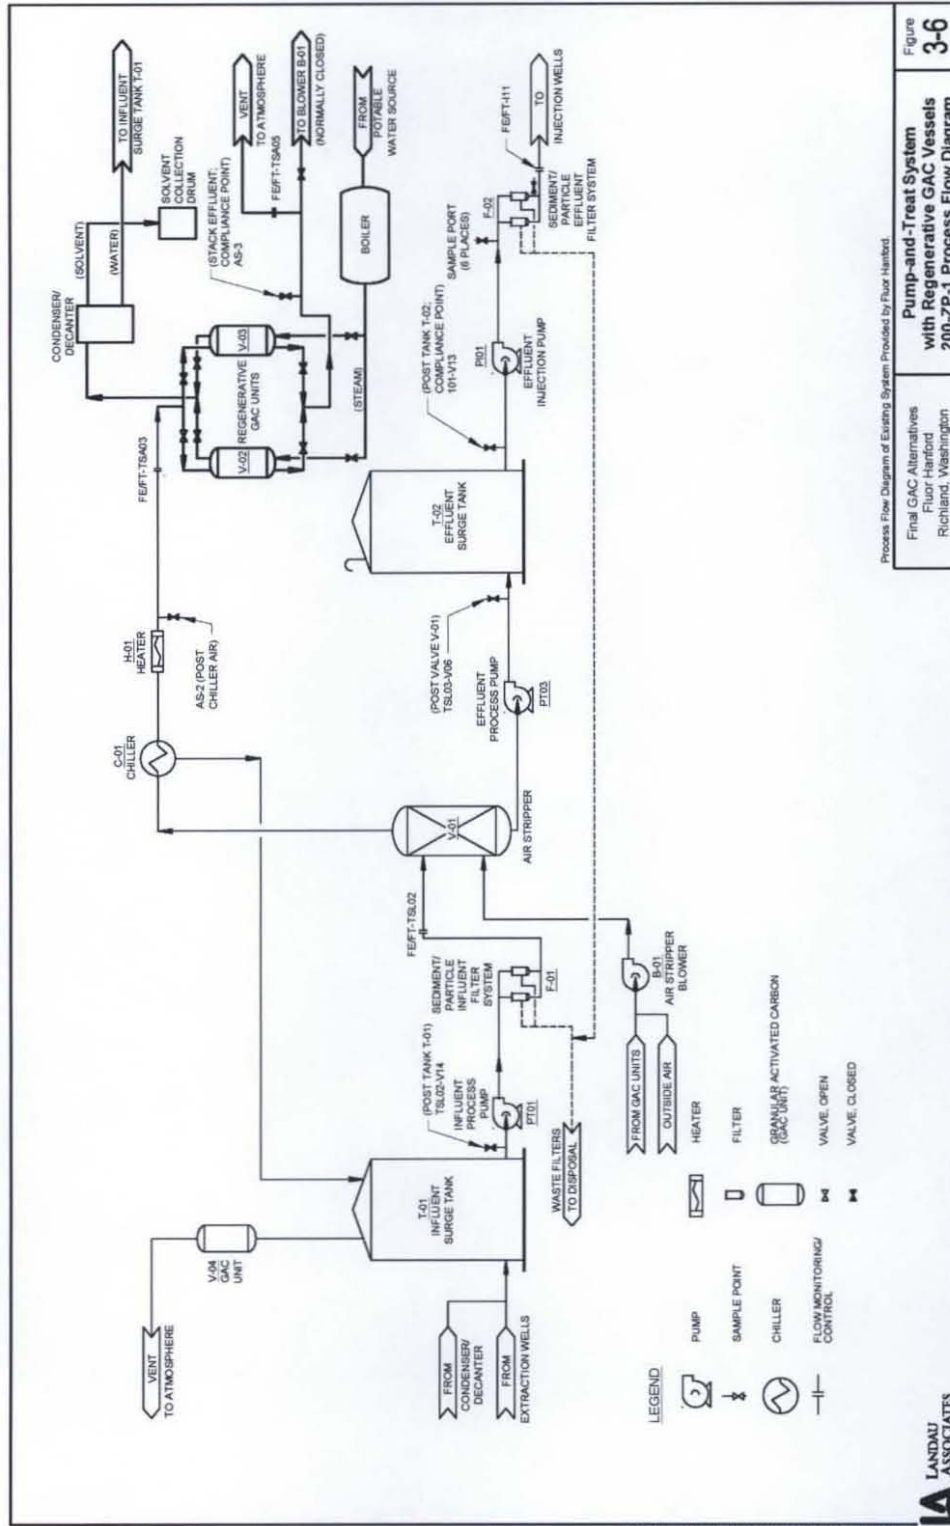 VENT
TO ATMOSPHERE
V-04
GAC
UNIT
FROM
CONDENSER/
DECANTER
FROM
EXTRACTION WELLS
T-01
INFLUENT
SURGE TANK
(POST TANK T-01)
TSL02-V14
INFLUENT
PROCESS
PUMP
PT01
WASTE FILTERS
TO DISPOSAL
SEDIMENT/
PARTICLE
INFLUENT
FILTER
SYSTEM
F-01
FE/FT-TSL02
FROM GAC UNITS
OUTSIDE AIR
B-01
AIR STRIPPER
BLOWER
V-01
AIR STRIPPER
C-01
CHILLER
H-01
HEATER
AS-2 (POST
CHILLER AIR)
FE/FT-TSA03
EFFLUENT
PROCESS PUMP
PT03
(POST VALVE V-01)
TSL03-V06
T-02
EFFLUENT
SURGE TANK
(POST TANK T-02;
COMPLIANCE POINT)
101-V13
PI01
EFFLUENT
INJECTION PUMP
SAMPLE PORT
(6 PLACES)
F-02
SEDIMENT/
PARTICLE
EFFLUENT
FILTER SYSTEM
FE/FT-I11
TO
INJECTION WELLS
CONDENSER/
DECANTER
(SOLVENT)
(WATER)
SOLVENT
COLLECTION
DRUM
TO INFLUENT
SURGE TANK T-01
V-02
REGENERATIVE
GAC UNITS
V-03
(STEAM)
(STACK EFFLUENT;
COMPLIANCE POINT)
AS-3
FE/FT-TSA05
VENT
TO ATMOSPHERE
TO BLOWER B-01
(NORMALLY CLOSED)
BOILER
FROM
POTABLE
WATER SOURCE
LEGEND
PUMP
SAMPLE POINT
CHILLER
FLOW MONITORING/
CONTROL
HEATER
FILTER
GRANULAR ACTIVATED CARBON
(GAC UNIT)
VALVE, OPEN
VALVE, CLOSED
Process Flow Diagram of Existing System Provided by Fluor Hanford.
LANDAU
ASSOCIATES
Final GAC Alternatives
Fluor Hanford
Richland, Washington
Pump-and-Treat System
with Regenerative GAC Vessels
200-ZP-1 Process Flow Diagram
Figure
3-6